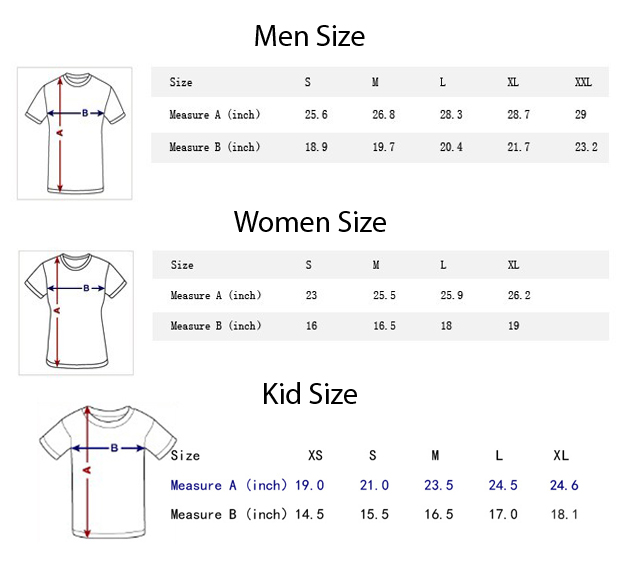 Men Size
A
B
Size S M L XL XXL
Measure A (inch) 25.6 26.8 28.3 28.7 29
Measure B (inch) 18.9 19.7 20.4 21.7 23.2
Women Size
A
B
Size S M L XL
Measure A (inch) 23 25.5 25.9 26.2
Measure B (inch) 16 16.5 18 19
Kid Size
A
B
Size XS S M L XL
Measure A (inch) 19.0 21.0 23.5 24.5 24.6
Measure B (inch) 14.5 15.5 16.5 17.0 18.1